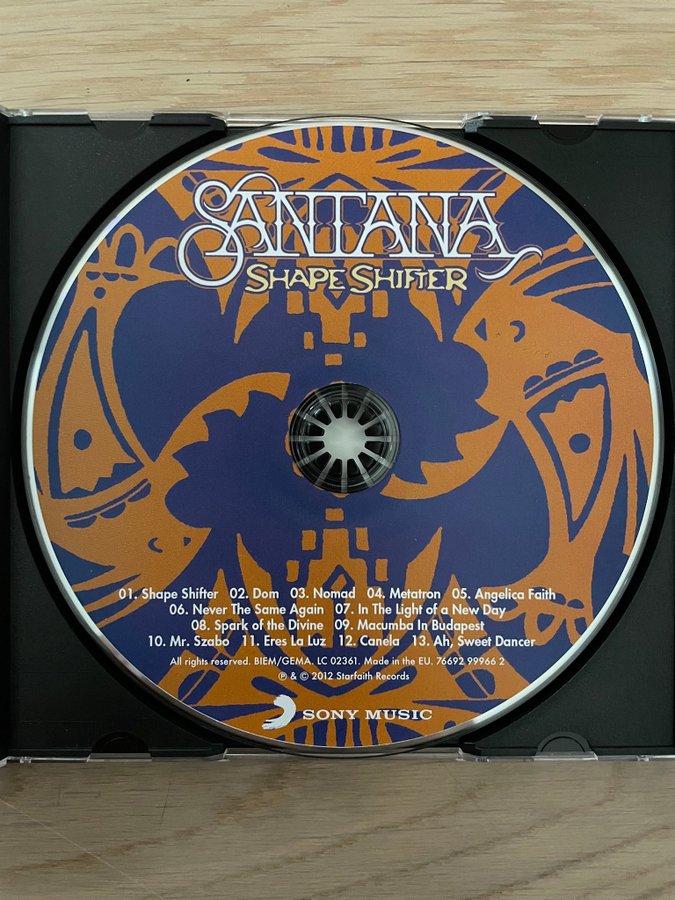 SANTANA
SHAPE SHIFTER
01. Shape Shifter 02. Dom 03. Nomad 04. Metatron 05. Angelica Faith
06. Never The Same Again 07. In The Light of a New Day
08. Spark of the Divine 09. Macumba In Budapest
10. Mr. Szabo 11. Eres La Luz 12. Canela 13. Ah, Sweet Dancer
All rights reserved. BIEM/GEMA. LC 02361. Made in the EU. 76692 99966 2
℗ & © 2012 Starfaith Records
SONY MUSIC